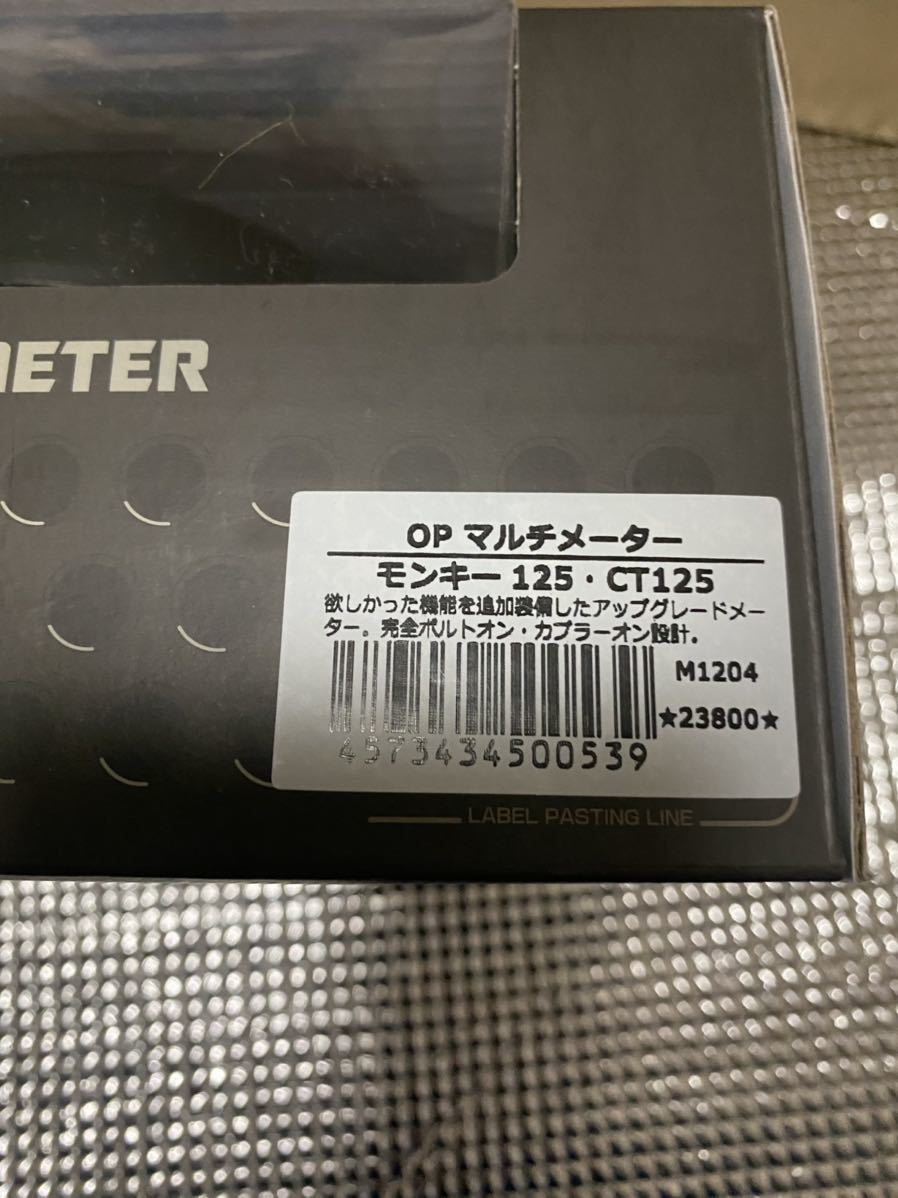 METER
OP マルチメーター
モンキー 125・CT125
欲しかった機能を追加装備したアップグレードメー
ター。完全ボルトオン・カプラーオン設計。
M1204
★23800★
4573434500539
LABEL PASTING LINE